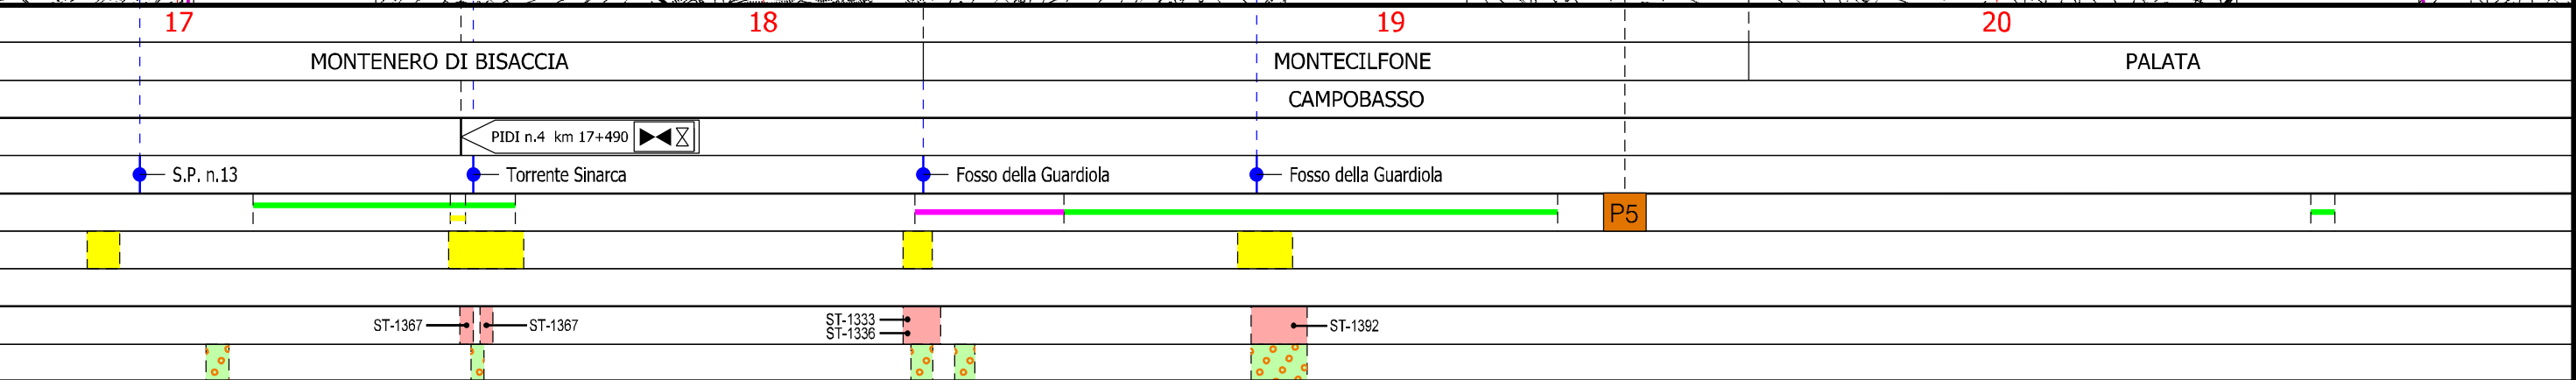 17 18 19 20
MONTENERO DI BISACCIA MONTECILFONE PALATA
CAMPOBASSO
PIDI n.4 km 17+490
S.P. n.13 Torrente Sinarca Fosso della Guardiola Fosso della Guardiola
P5
ST-1367 ST-1367 ST-1333 ST-1392
ST-1336